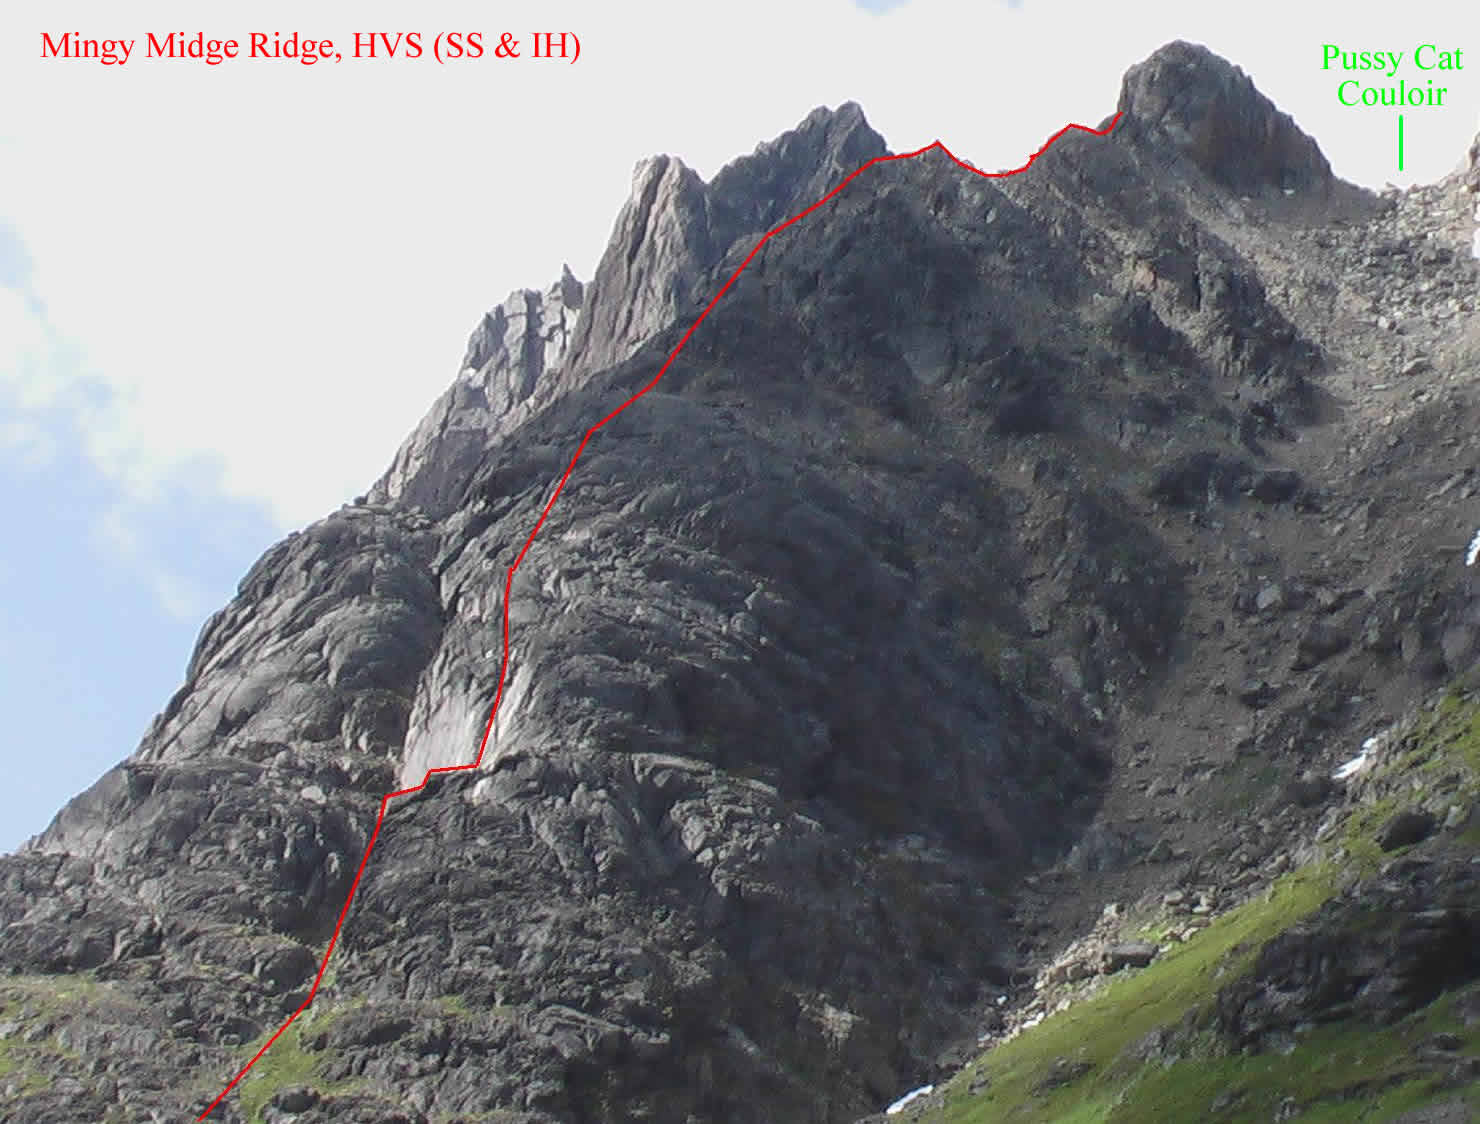 Mingy Midge Ridge, HVS (SS & IH)
Pussy Cat
Couloir